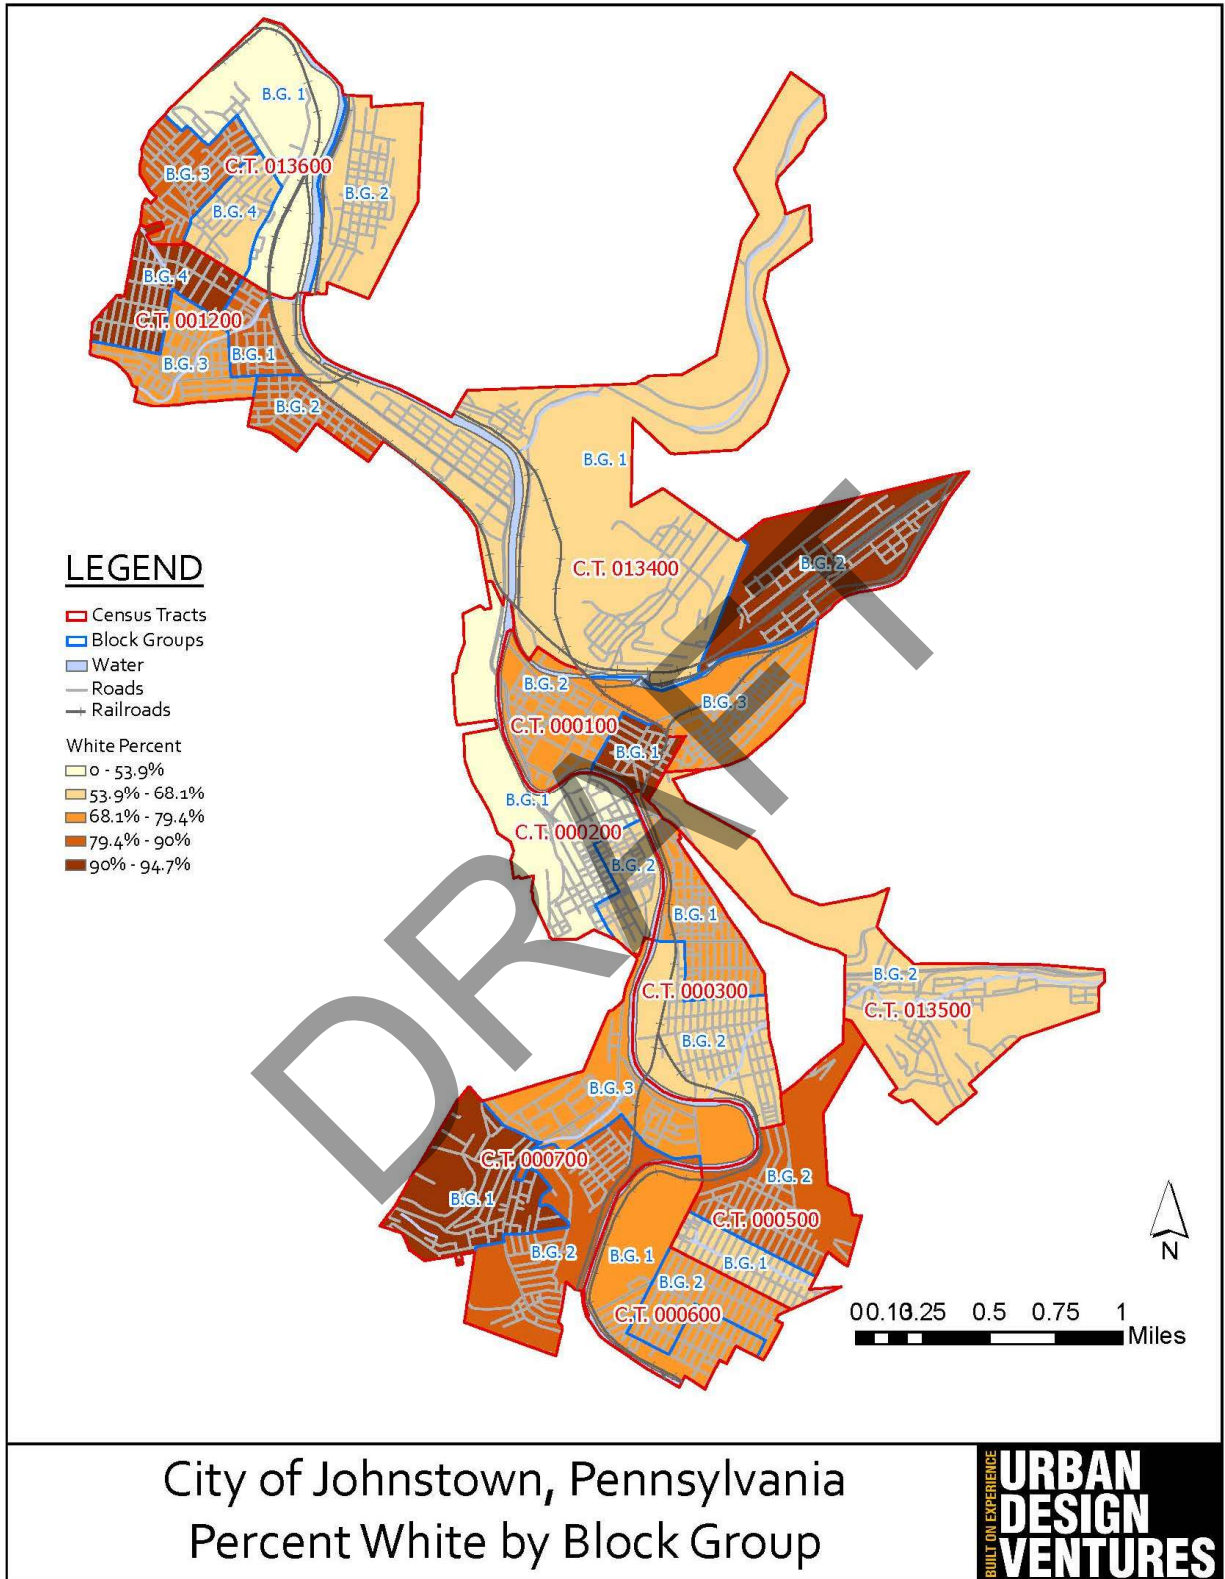 B.G. 1
C.T. 013600
B.G. 3
B.G. 2
B.G. 4
B.G. 4
C.T. 001200
B.G. 1
B.G. 3
B.G. 2
B.G. 1
C.T. 013400
B.G. 2
LEGEND
Census Tracts
Block Groups
Water
Roads
Railroads
White Percent
0 - 53.9%
53.9% - 68.1%
68.1% - 79.4%
79.4% - 90%
90% - 94.7%
B.G. 2
B.G. 3
C.T. 000100
B.G. 1
B.G. 1
C.T. 000200
B.G. 2
B.G. 1
B.G. 2
C.T. 000300
C.T. 013500
B.G. 2
B.G. 3
C.T. 000700
B.G. 2
B.G. 1
C.T. 000500
B.G. 2
B.G. 1
B.G. 1
B.G. 2
C.T. 000600
DRAFT
N
0 0.13 0.25 0.5 0.75 1
Miles
City of Johnstown, Pennsylvania
Percent White by Block Group
BUILT ON EXPERIENCE
URBAN
DESIGN
VENTURES